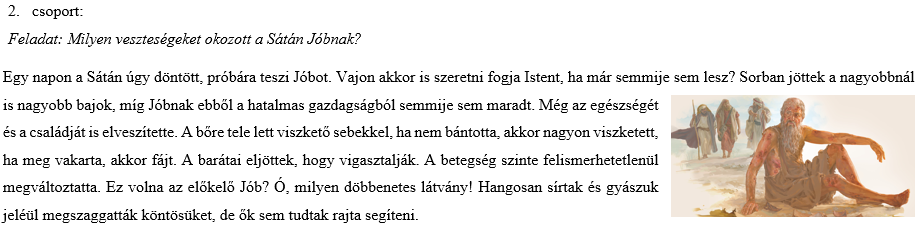 2. csoport:
Feladat: Milyen veszteségeket okozott a Sátán Jóbnak?
Egy napon a Sátán úgy döntött, próbára teszi Jóbot. Vajon akkor is szeretni fogja Istent, ha már semmije sem lesz? Sorban jöttek a nagyobbnál
is nagyobb bajok, míg Jóbnak ebből a hatalmas gazdagságból semmije sem maradt. Még az egészségét
és a családját is elveszítette. A bőre tele lett viszkető sebekkel, ha nem bántotta, akkor nagyon viszketett,
ha meg vakarta, akkor fájt. A barátai eljöttek, hogy vigasztalják. A betegség szinte felismerhetetlenül
megváltoztatta. Ez volna az előkelő Jób? Ó, milyen döbbenetes látvány! Hangosan sírtak és gyászuk
jeléül megszaggatták köntösüket, de ők sem tudtak rajta segíteni.